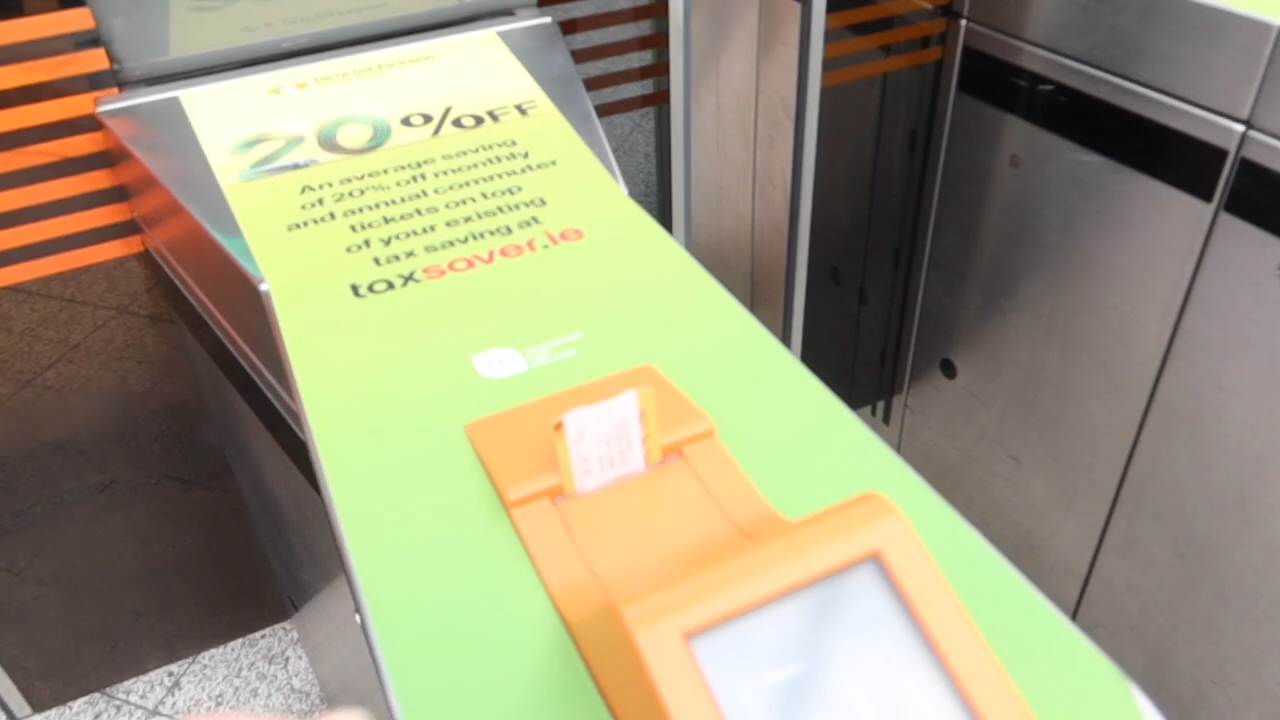 20%OFF
An average saving
of 20% off monthly
and annual commuter
tickets on top
of your existing
tax saving at
taxsaver.ie